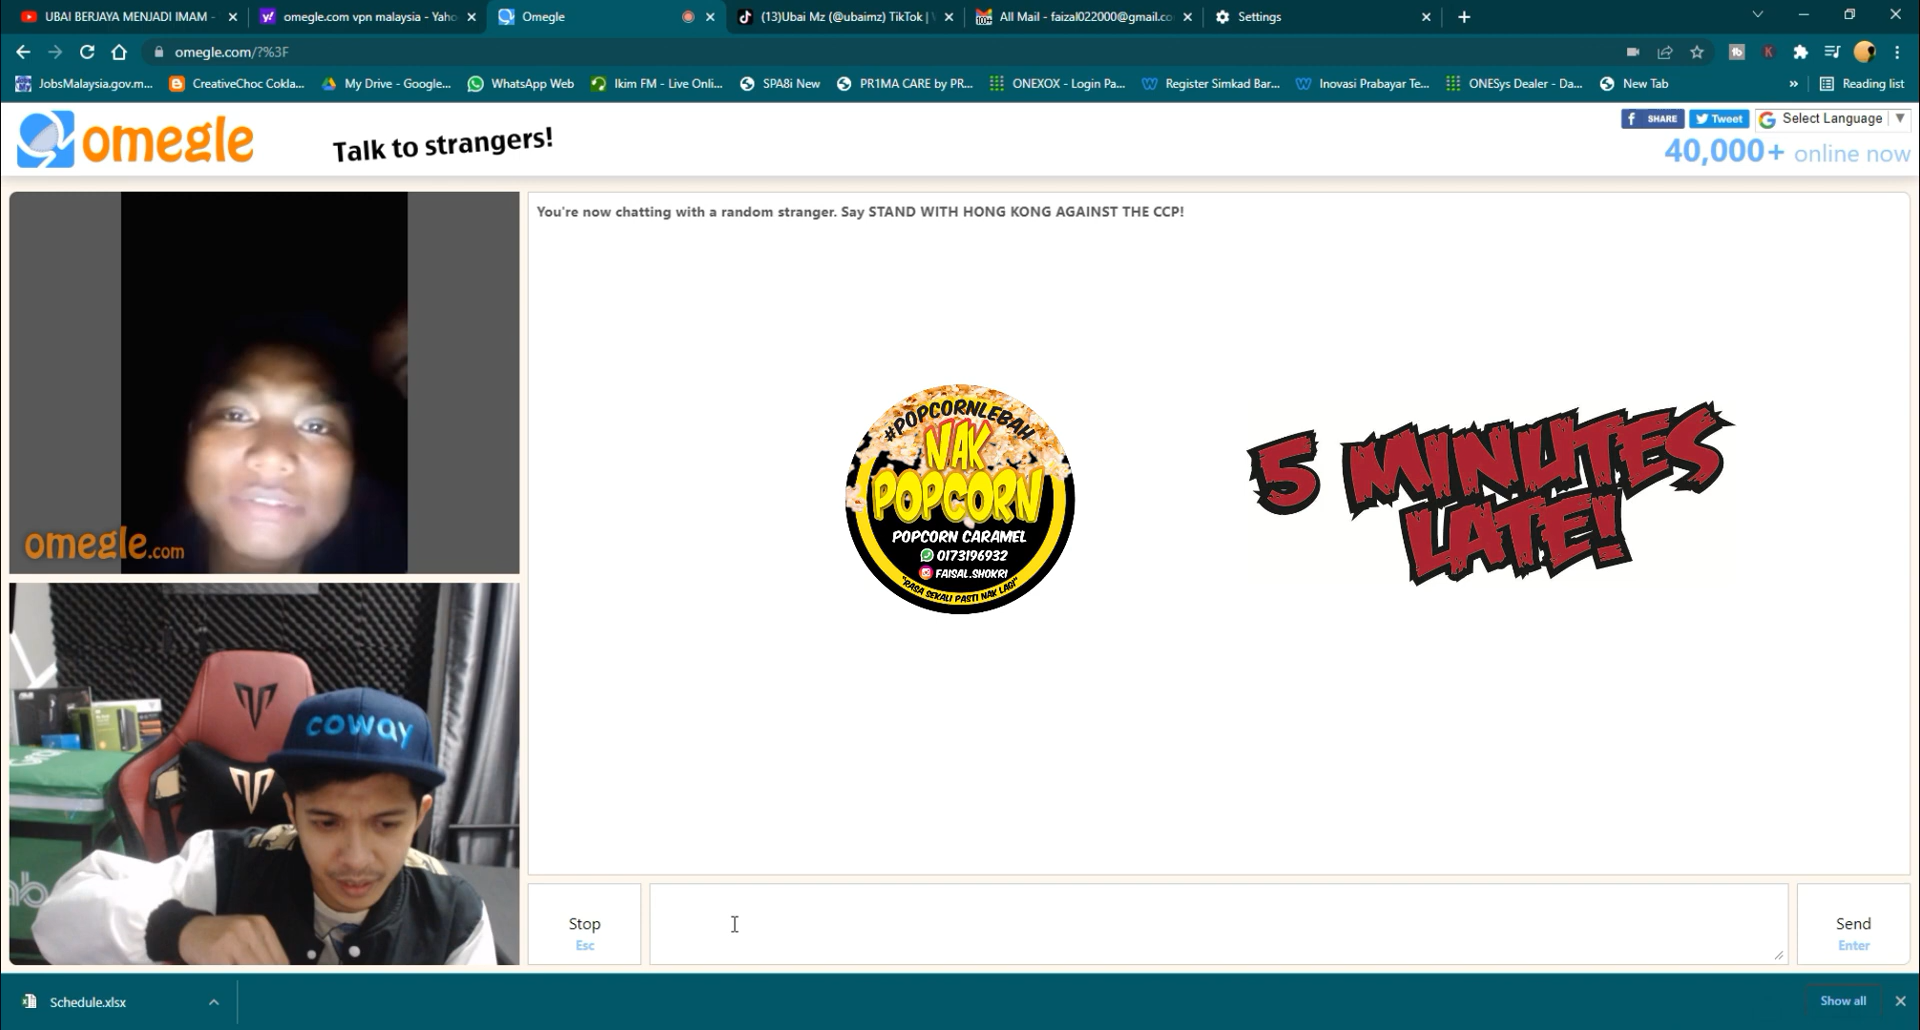 UBAI BERJAYA MENJADI IMAM -
omegle.com vpn malaysia - Yaho
Omegle
(13)Ubai Mz (@ubaimz) TikTok |
All Mail - faizal022000@gmail.co
Settings
omegle.com/?%3F
JobsMalaysia.gov.m...
CreativeChoc Cokla...
My Drive - Google...
WhatsApp Web
Ikim FM - Live Onli...
SPA8i New
PR1MA CARE by PR...
ONEXOX - Login Pa...
Register Simkad Bar...
Inovasi Prabayar Te...
ONESys Dealer - Da...
New Tab
»
Reading list
omegle
Talk to strangers!
SHARE
Tweet
Select Language
40,000+ online now
You're now chatting with a random stranger. Say STAND WITH HONG KONG AGAINST THE CCP!
omegle.com
#POPCORNLEBAH
NAK
POPCORN
POPCORN CARAMEL
0173196932
FAISAL.SHOKRI
"RASA SEKALI PASTI NAK LAGI"
5 MINUTES
LATE!
coway
Stop
Esc
Send
Enter
Schedule.xlsx
Show all